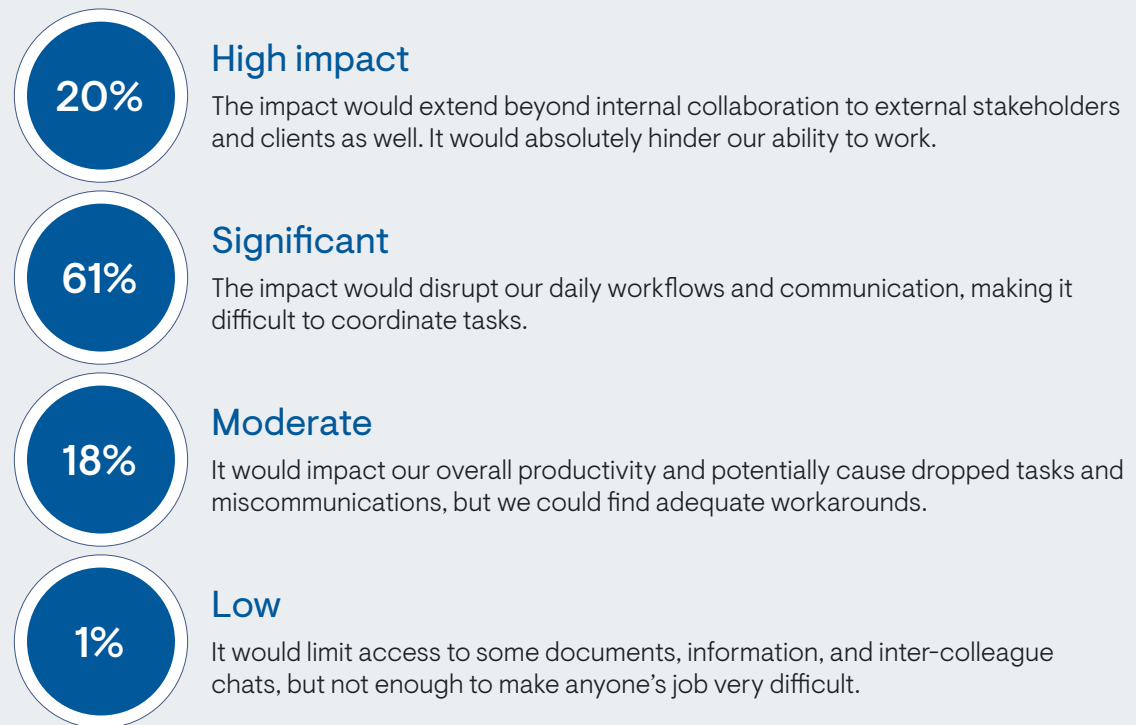 20%
High impact
The impact would extend beyond internal collaboration to external stakeholders
and clients as well. It would absolutely hinder our ability to work.
61%
Significant
The impact would disrupt our daily workflows and communication, making it
difficult to coordinate tasks.
18%
Moderate
It would impact our overall productivity and potentially cause dropped tasks and
miscommunications, but we could find adequate workarounds.
1%
Low
It would limit access to some documents, information, and inter-colleague
chats, but not enough to make anyone’s job very difficult.